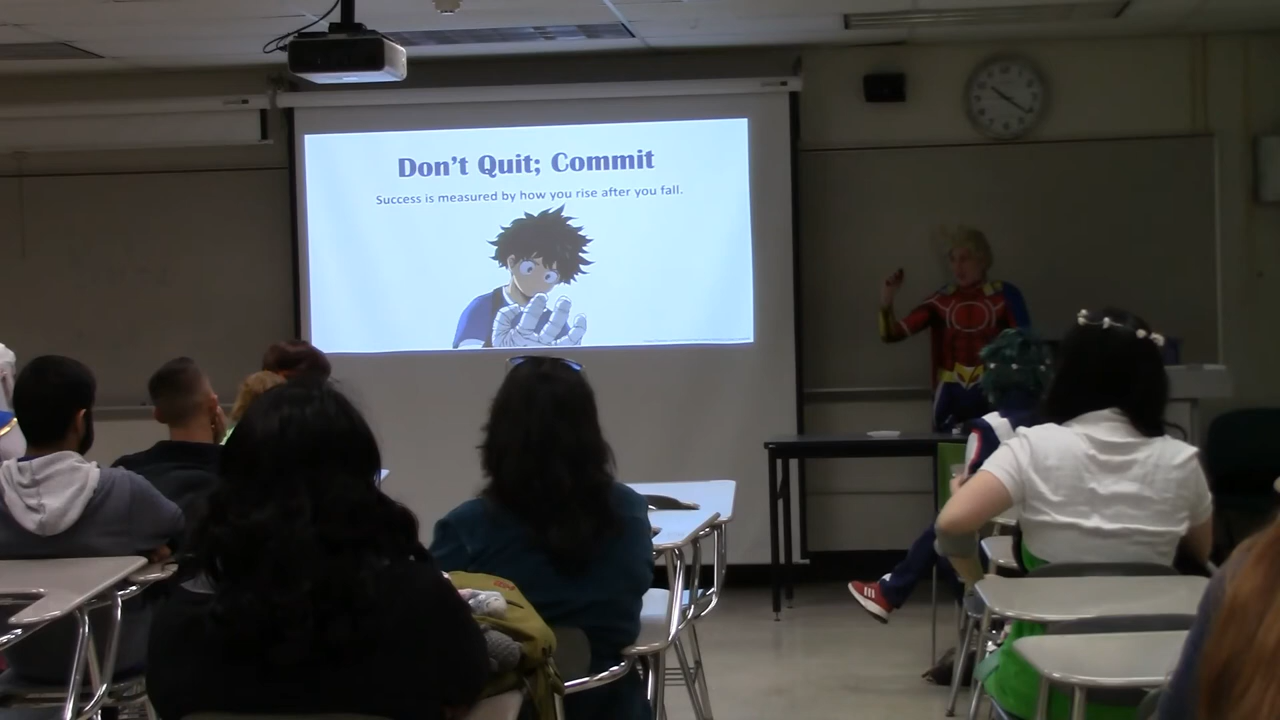 Don't Quit; Commit
Success is measured by how you rise after you fall.